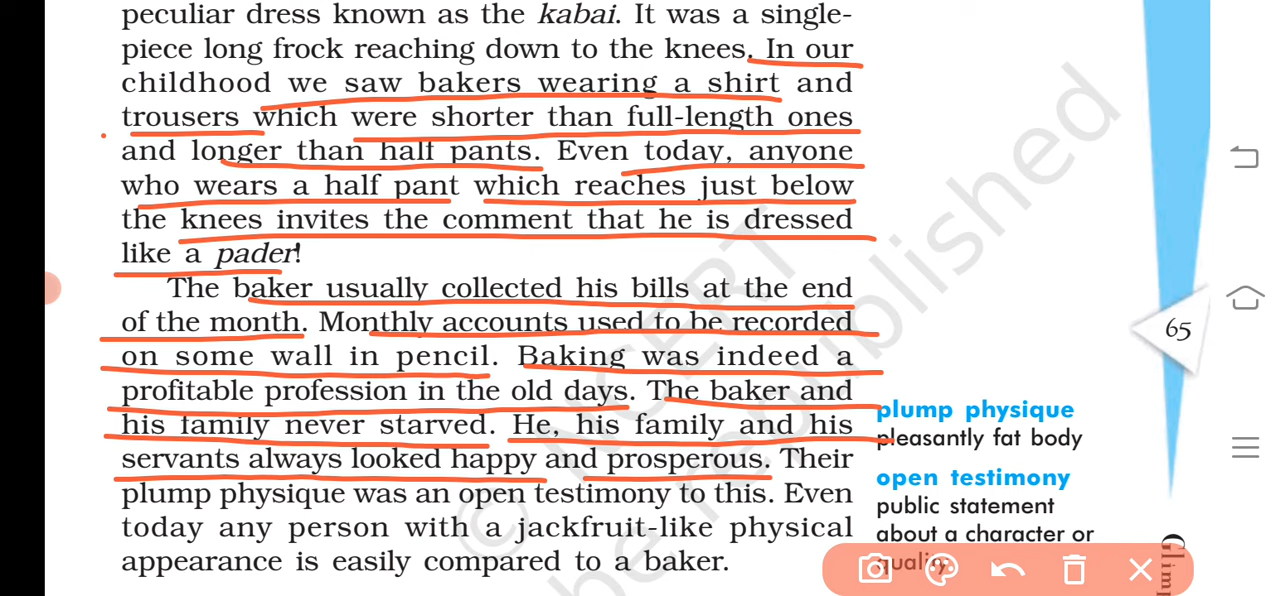 peculiar dress known as the kabai. It was a single-
piece long frock reaching down to the knees. In our
childhood we saw bakers wearing a shirt and
trousers which were shorter than full-length ones
and longer than half pants. Even today, anyone
who wears a half pant which reaches just below
the knees invites the comment that he is dressed
like a pader!
The baker usually collected his bills at the end
of the month. Monthly accounts used to be recorded
on some wall in pencil. Baking was indeed a
profitable profession in the old days. The baker and
his family never starved. He, his family and his
servants always looked happy and prosperous. Their
plump physique was an open testimony to this. Even
today any person with a jackfruit-like physical
appearance is easily compared to a baker.
65
plump physique
pleasantly fat body
open testimony
public statement
about a character or
quality
Glim
© NCERT
be republished